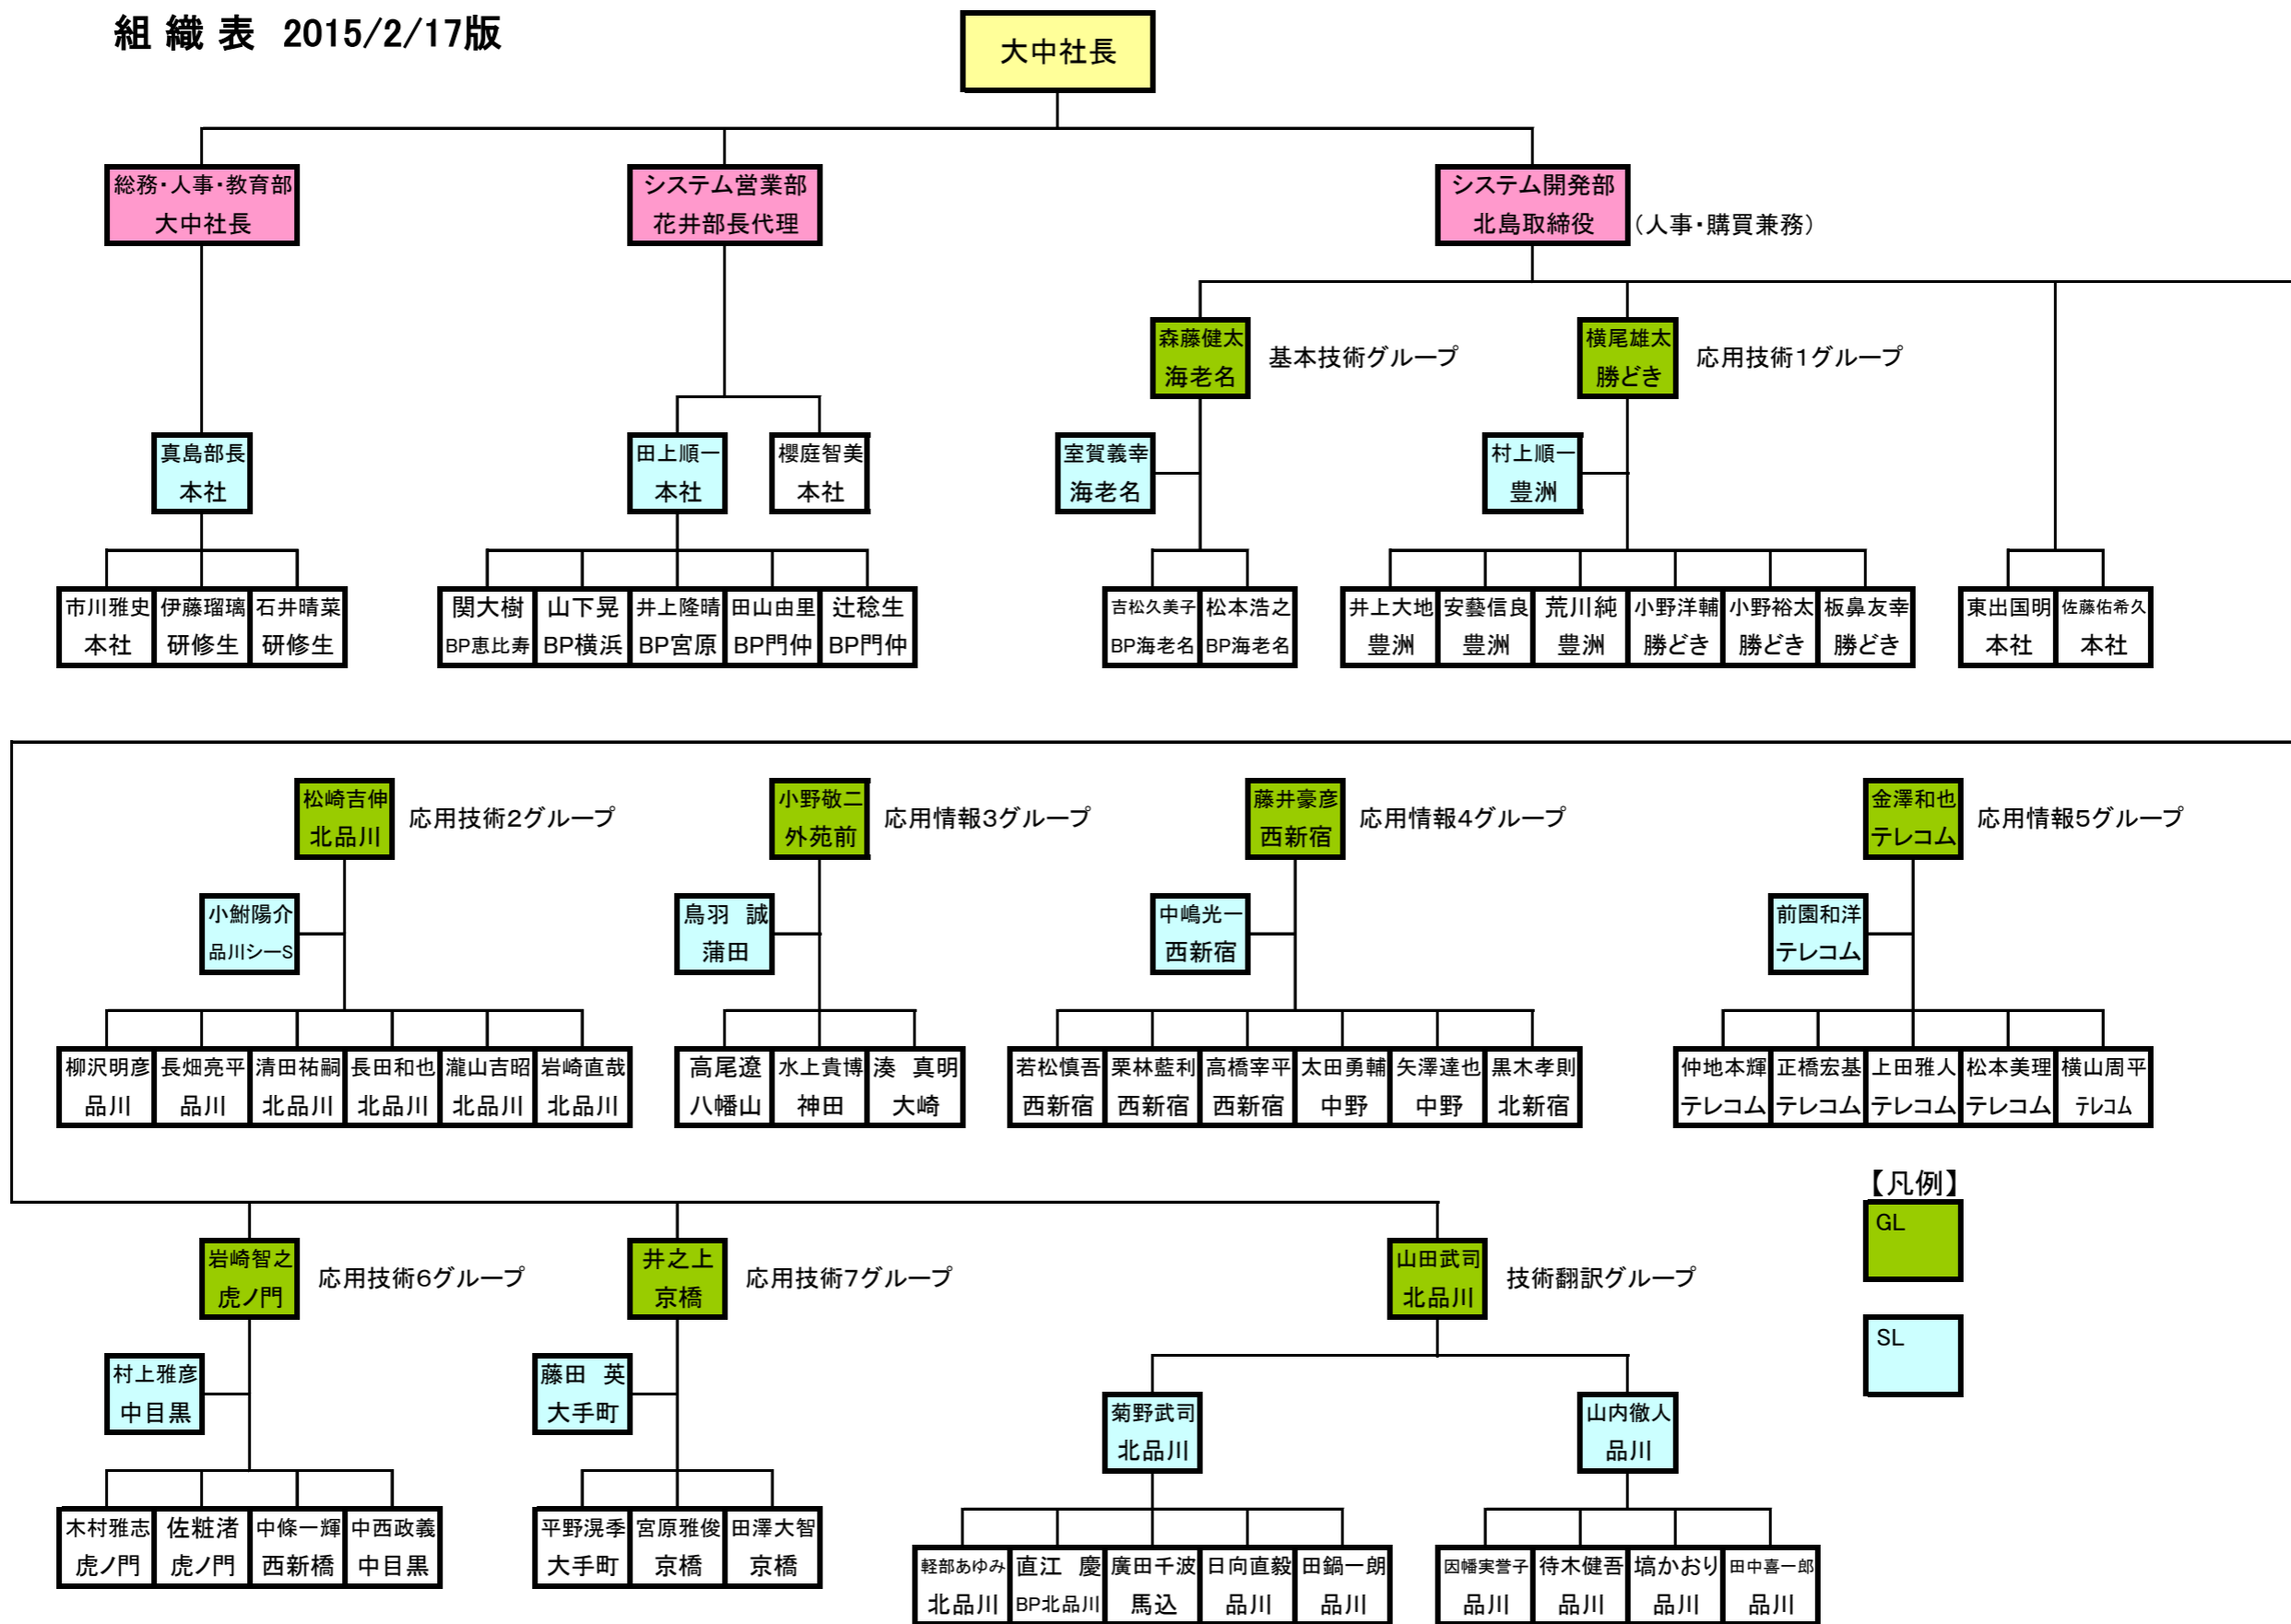 組 織 表 2015/2/17版
大中社長
総務・人事・教育部
大中社長
システム営業部
花井部長代理
システム開発部
北島取締役
（人事・購買兼務）
森藤健太
海老名
基本技術グループ
横尾雄太
勝どき
応用技術1グループ
真島部長
本社
田上順一
本社
櫻庭智美
本社
室賀義幸
海老名
村上順一
豊洲
市川雅史
本社
伊藤瑠璃
研修生
石井晴菜
研修生
関大樹
BP恵比寿
山下晃
BP横浜
井上隆晴
BP宮原
田山由里
BP門仲
辻稔生
BP門仲
吉松久美子
BP海老名
松本浩之
BP海老名
井上大地
豊洲
安藝信良
豊洲
荒川純
豊洲
小野洋輔
勝どき
小野裕太
勝どき
板鼻友幸
勝どき
東出国明
本社
佐藤佑希久
本社
松崎吉伸
北品川
応用技術2グループ
小野敬二
外苑前
応用情報3グループ
藤井豪彦
西新宿
応用情報4グループ
金澤和也
テレコム
応用情報5グループ
小鮒陽介
品川シーS
鳥羽　誠
蒲田
中嶋光一
西新宿
前園和洋
テレコム
柳沢明彦
品川
長畑亮平
品川
清田祐嗣
北品川
長田和也
北品川
瀧山吉昭
北品川
岩崎直哉
北品川
高尾遼
八幡山
水上貴博
神田
湊　真明
大崎
若松慎吾
西新宿
栗林藍利
西新宿
高橋宰平
西新宿
太田勇輔
中野
矢澤達也
中野
黒木孝則
北新宿
仲地本輝
テレコム
正橋宏基
テレコム
上田雅人
テレコム
松本美理
テレコム
横山周平
テレコム
【凡例】
GL
SL
岩崎智之
虎ノ門
応用技術6グループ
井之上
京橋
応用技術7グループ
山田武司
北品川
技術翻訳グループ
村上雅彦
中目黒
藤田　英
大手町
菊野武司
北品川
山内徹人
品川
木村雅志
虎ノ門
佐粧渚
虎ノ門
中條一輝
西新橋
中西政義
中目黒
平野滉季
大手町
宮原雅俊
京橋
田澤大智
京橋
軽部あゆみ
北品川
直江　慶
BP北品川
廣田千波
馬込
日向直毅
品川
田鍋一朗
品川
因幡実誉子
品川
待木健吾
品川
塙かおり
品川
田中喜一郎
品川